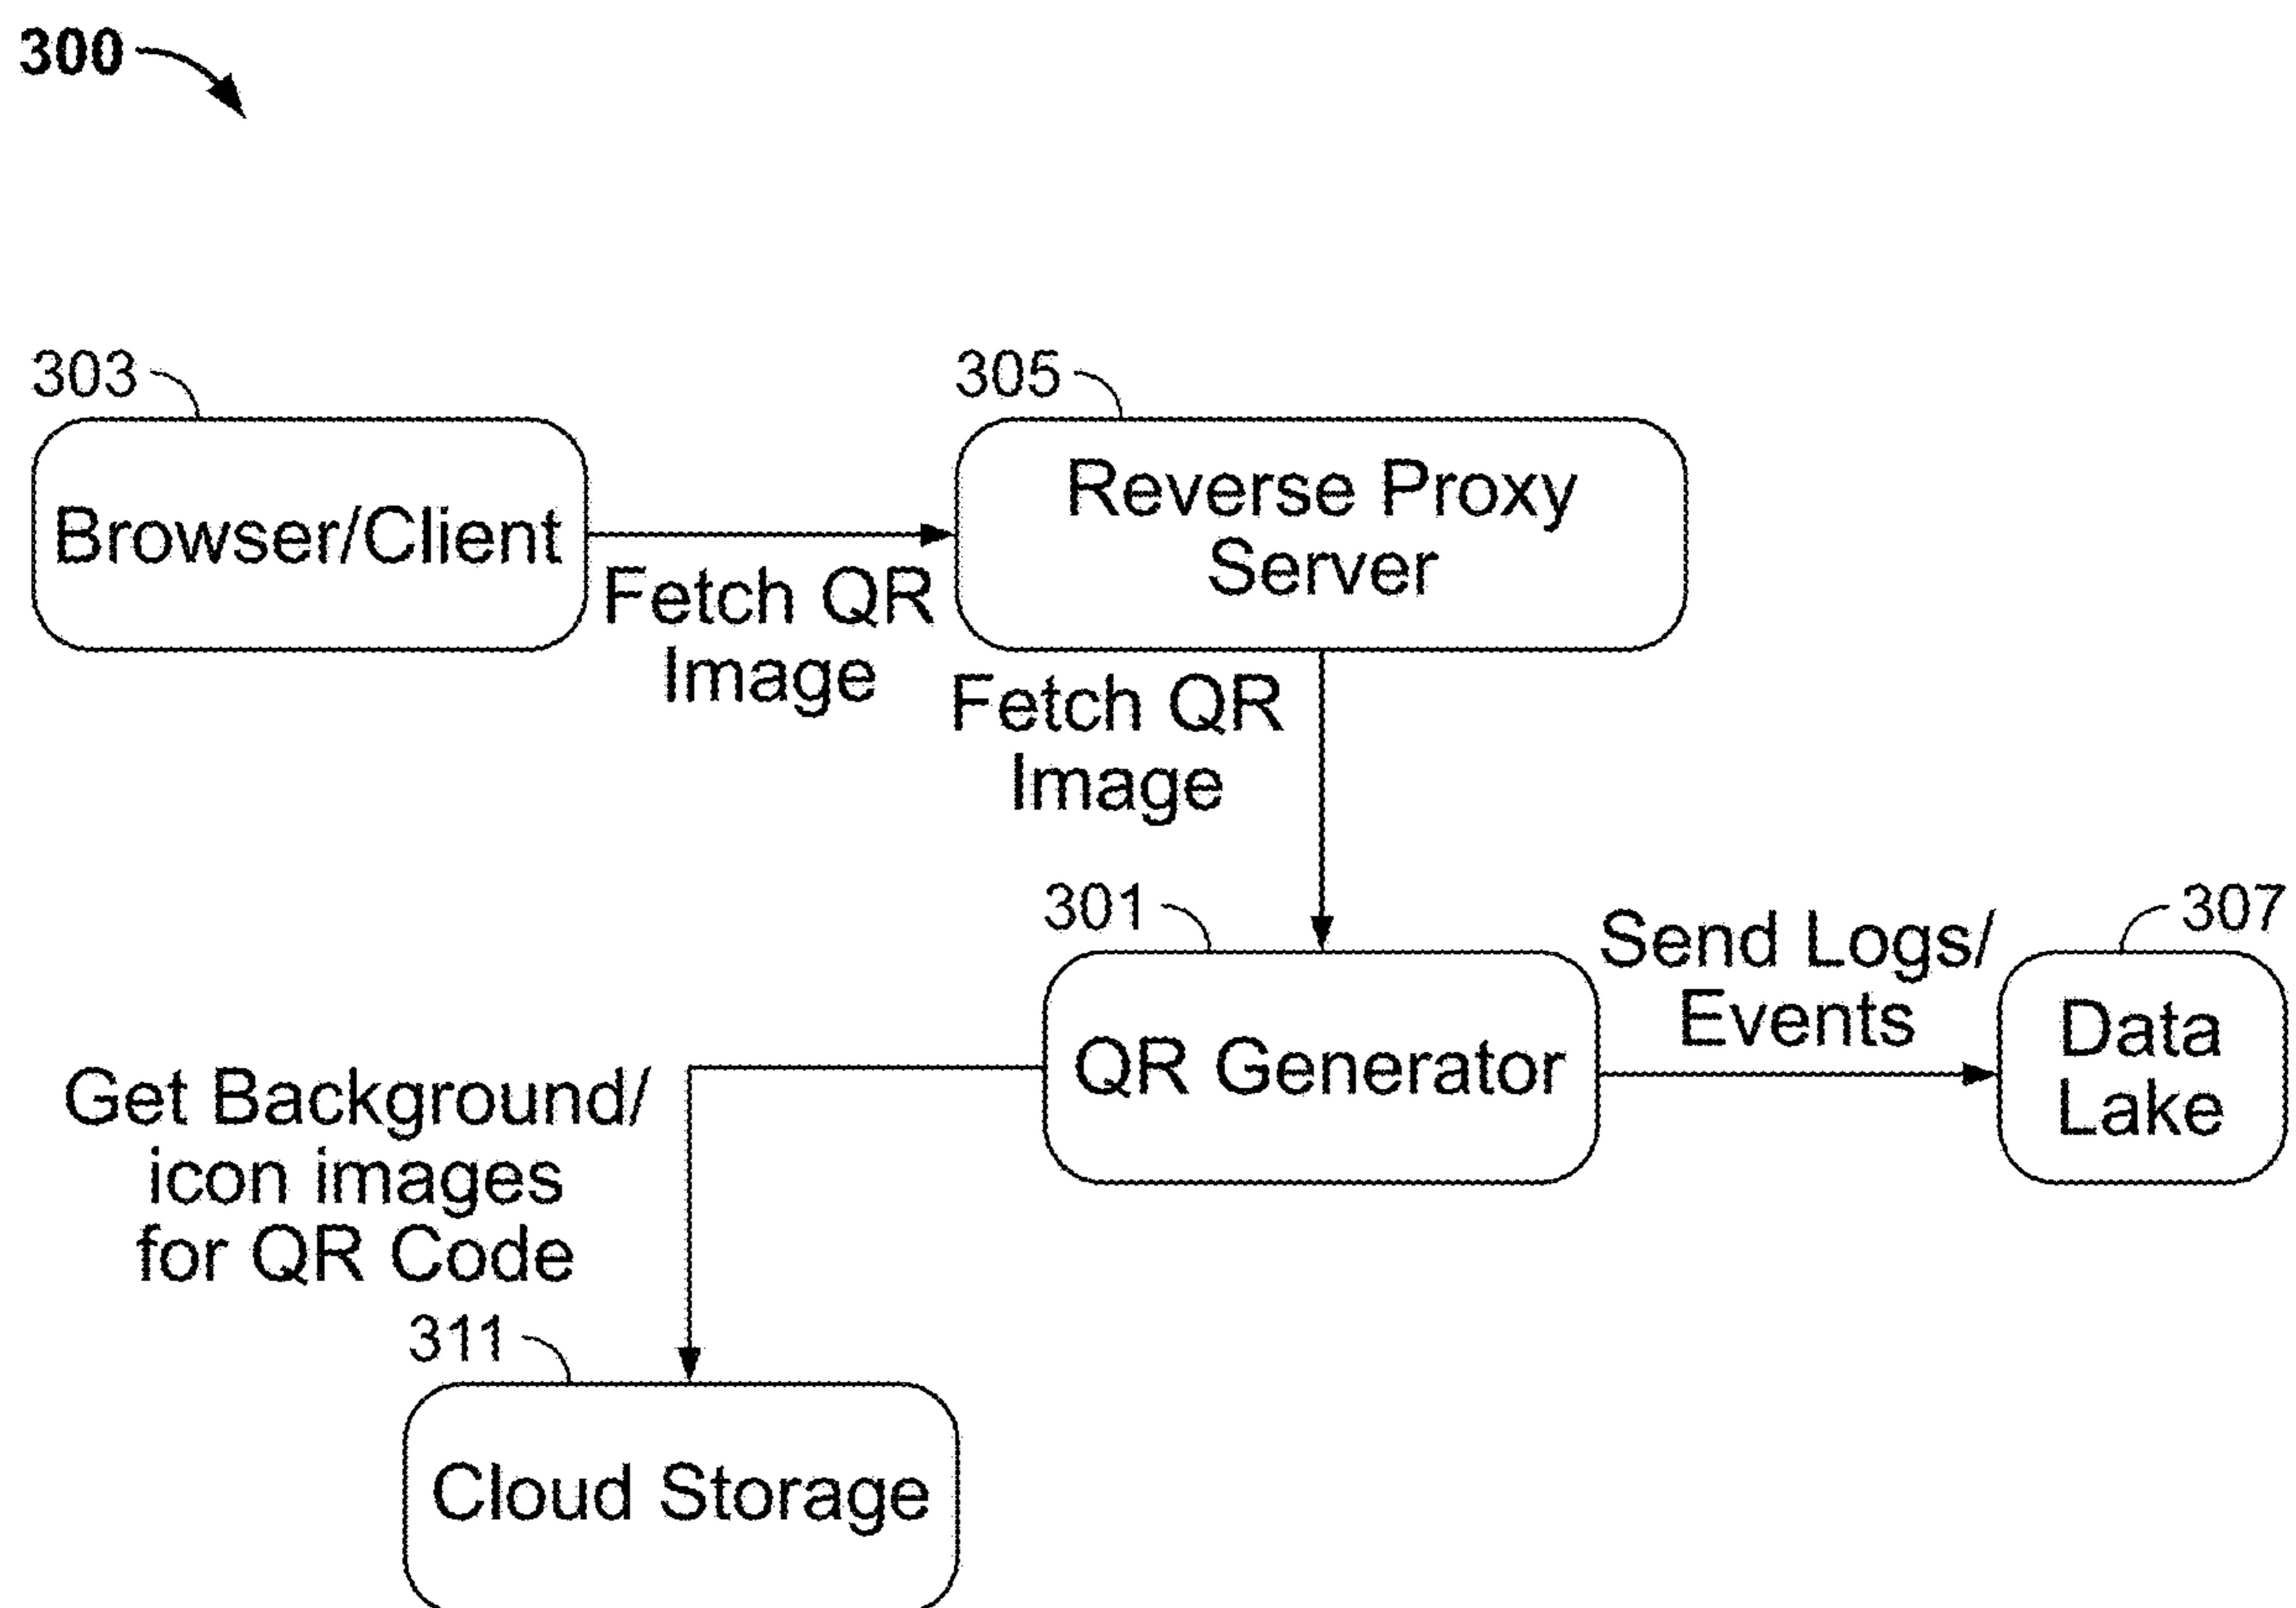 300
303
Browser/Client
Fetch QR
Image
305
Reverse Proxy
Server
Fetch QR
Image
301
QR Generator
Send Logs/
Events
307
Data
Lake
Get Background/
icon images
for QR Code
311
Cloud Storage